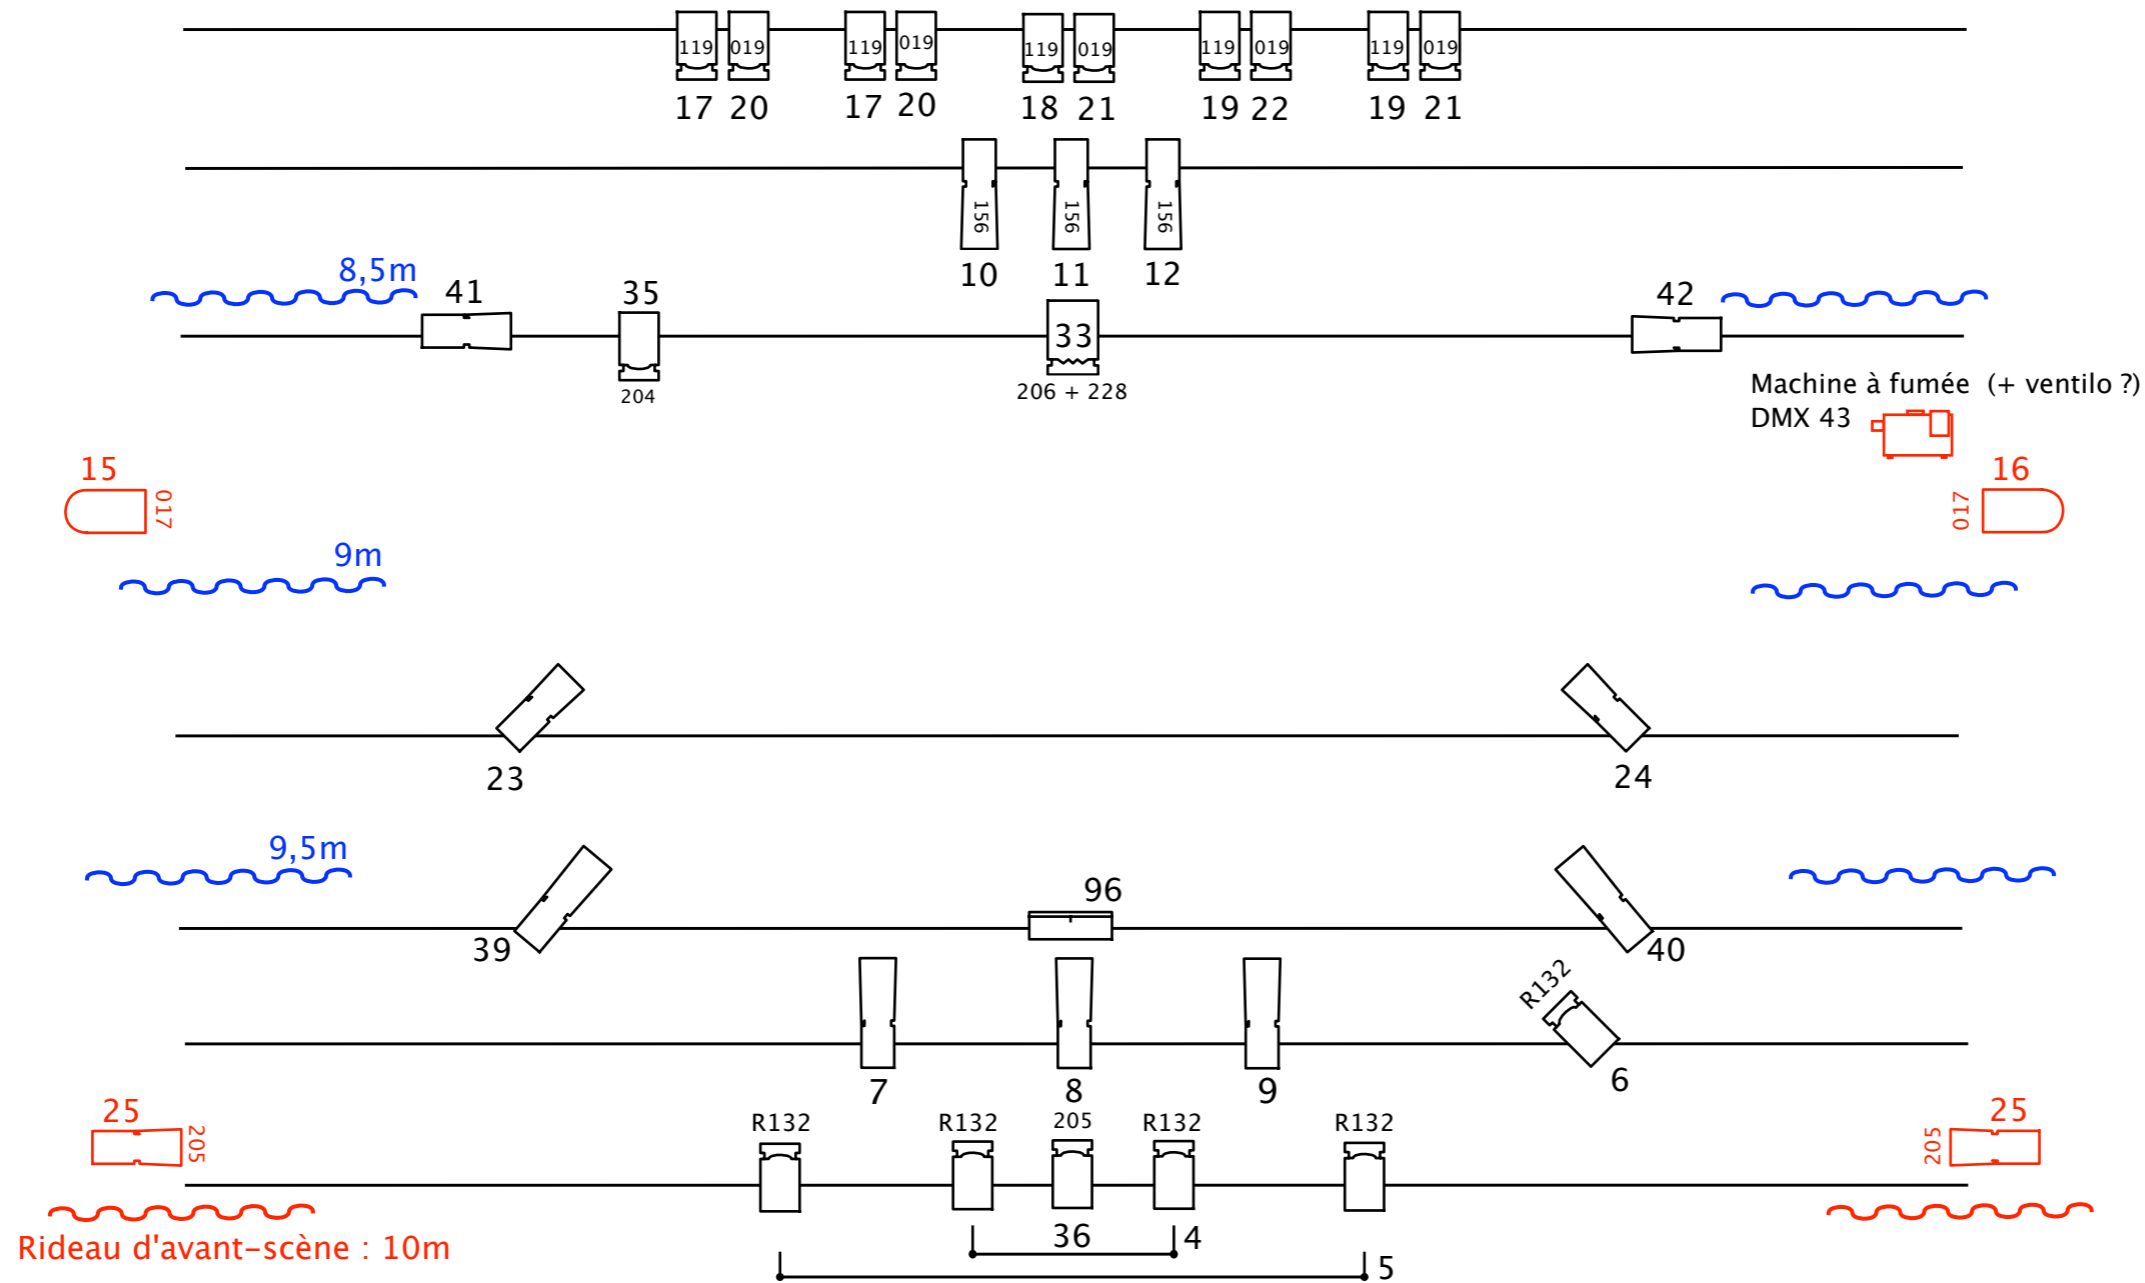 119 019 119 019 119 019 119 019 119 019
17 20 17 20 18 21 19 22 19 21
156 156 156
10 11 12
8,5m
41 35 33 42
204 206 + 228
Machine à fumée (+ ventilo ?)
DMX 43
15 017 017 16
9m
23 24
9,5m
39 96 40
R132
7 8 9 6
25 205 205 25
R132 R132 205 R132 R132
36 4
5
Rideau d'avant-scène : 10m